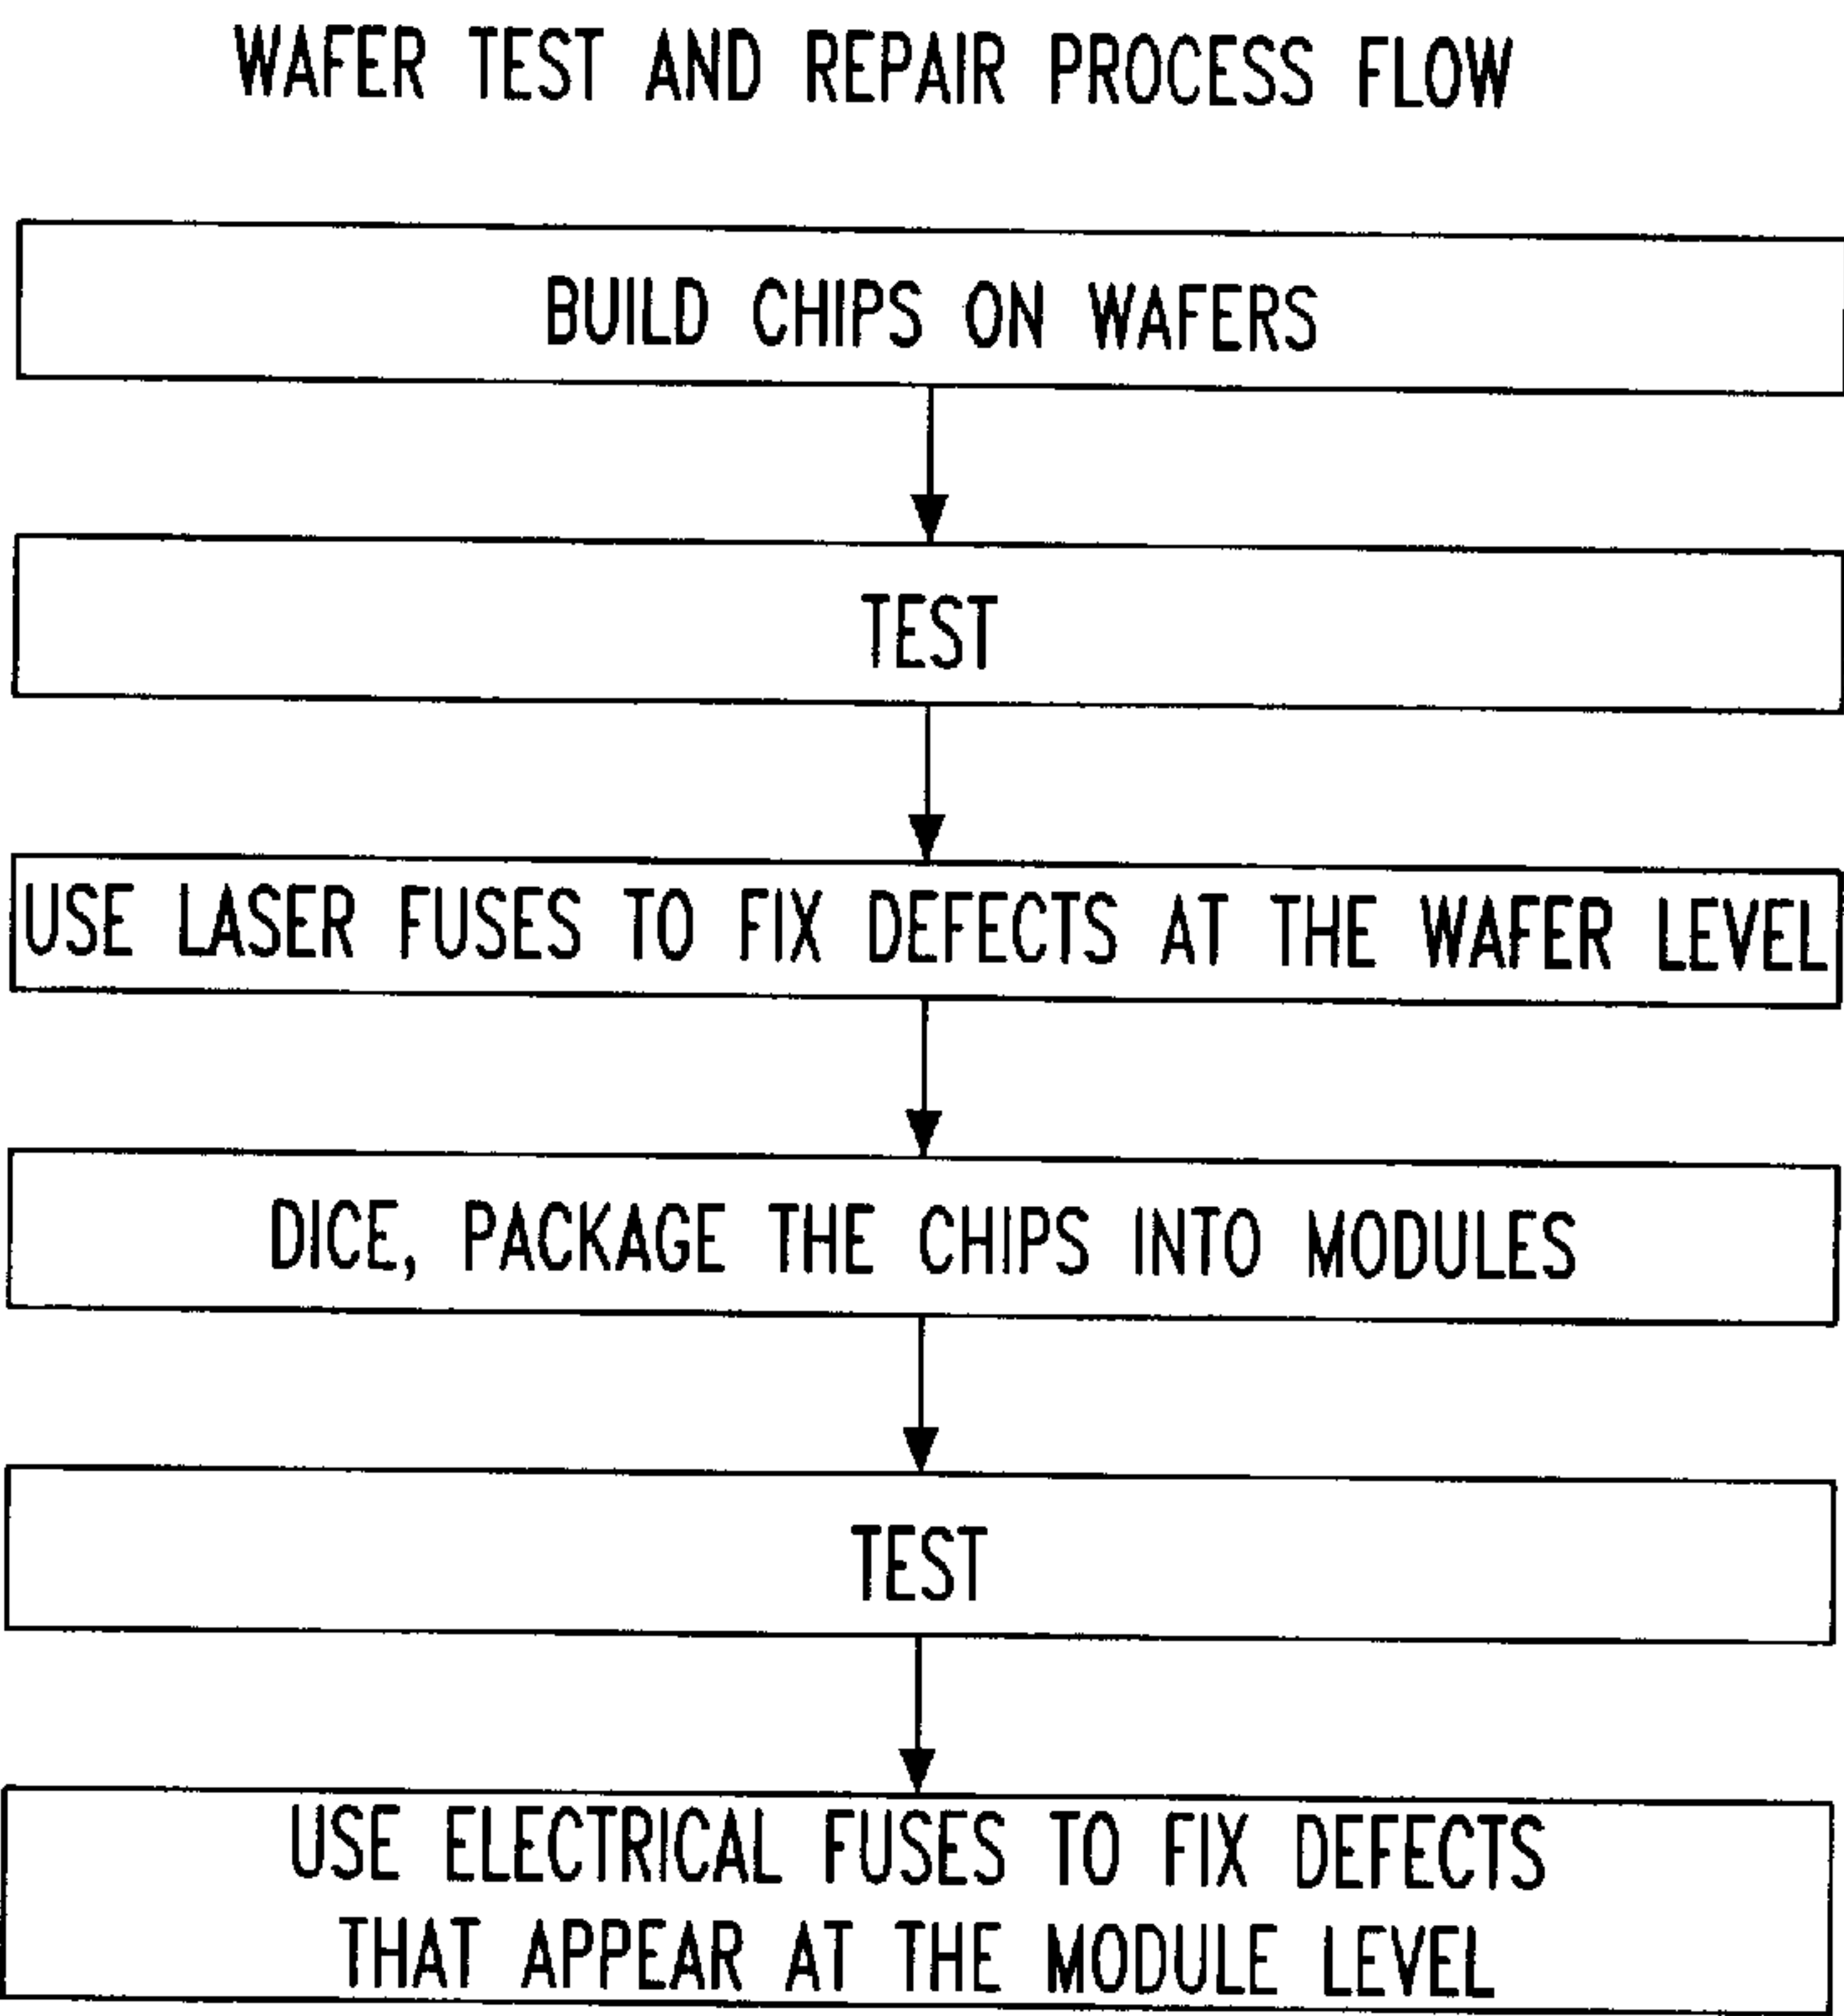 WAFER TEST AND REPAIR PROCESS FLOW
BUILD CHIPS ON WAFERS
TEST
USE LASER FUSES TO FIX DEFECTS AT THE WAFER LEVEL
DICE, PACKAGE THE CHIPS INTO MODULES
TEST
USE ELECTRICAL FUSES TO FIX DEFECTS
THAT APPEAR AT THE MODULE LEVEL